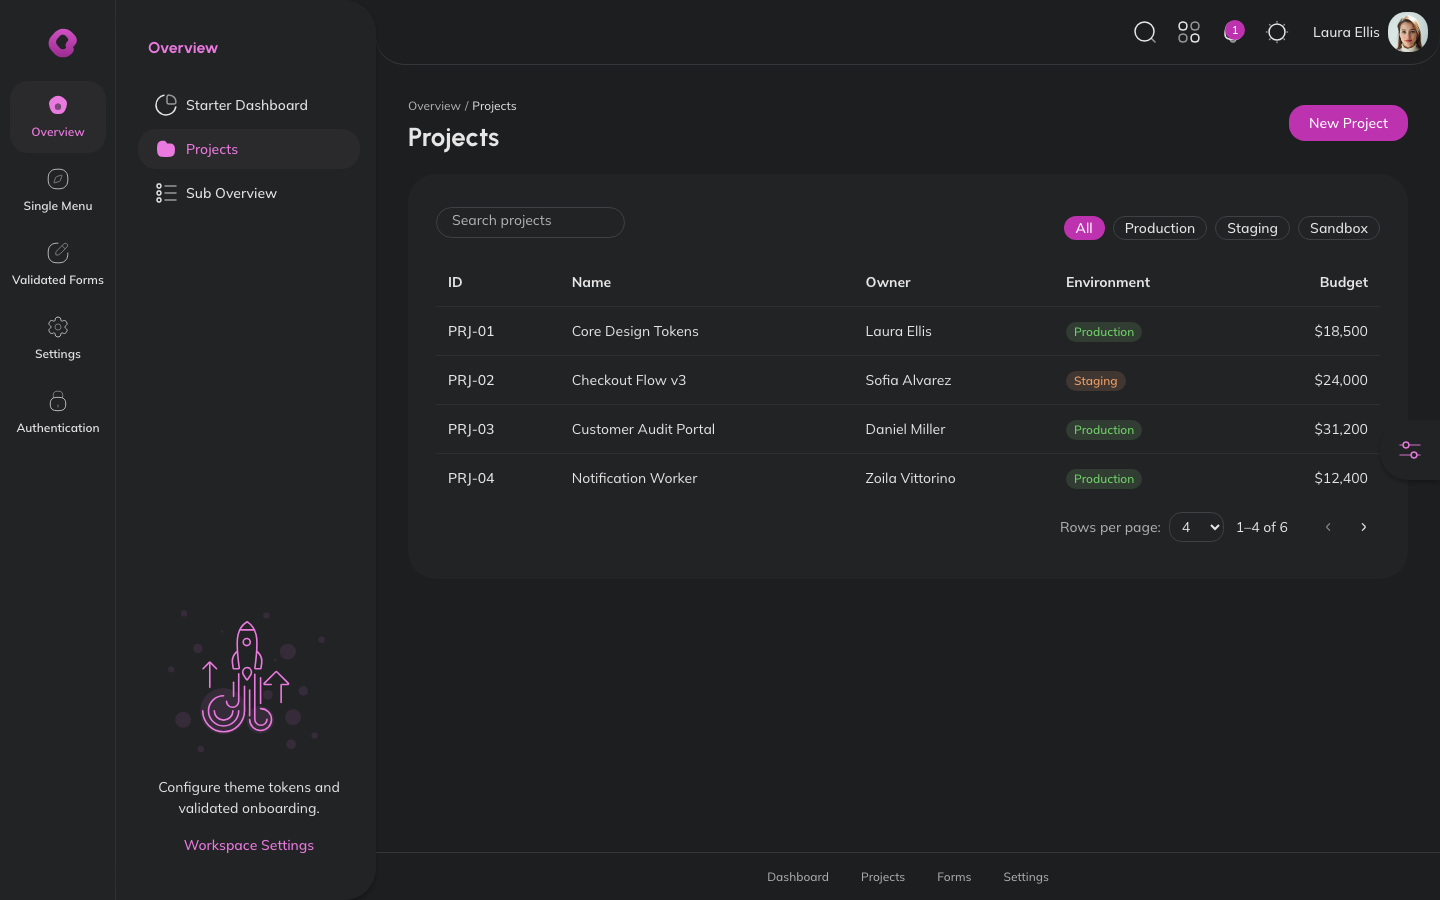 Overview
Single Menu
Validated Forms
Settings
Authentication
Overview
Starter Dashboard
Projects
Sub Overview
Configure theme tokens and
validated onboarding.
Workspace Settings
1
Laura Ellis
Overview / Projects
Projects
New Project
Search projects
All Production Staging Sandbox
ID Name Owner Environment Budget
PRJ-01 Core Design Tokens Laura Ellis Production $18,500
PRJ-02 Checkout Flow v3 Sofia Alvarez Staging $24,000
PRJ-03 Customer Audit Portal Daniel Miller Production $31,200
PRJ-04 Notification Worker Zoila Vittorino Production $12,400
Rows per page: 4 1–4 of 6 ‹ ›
Dashboard Projects Forms Settings